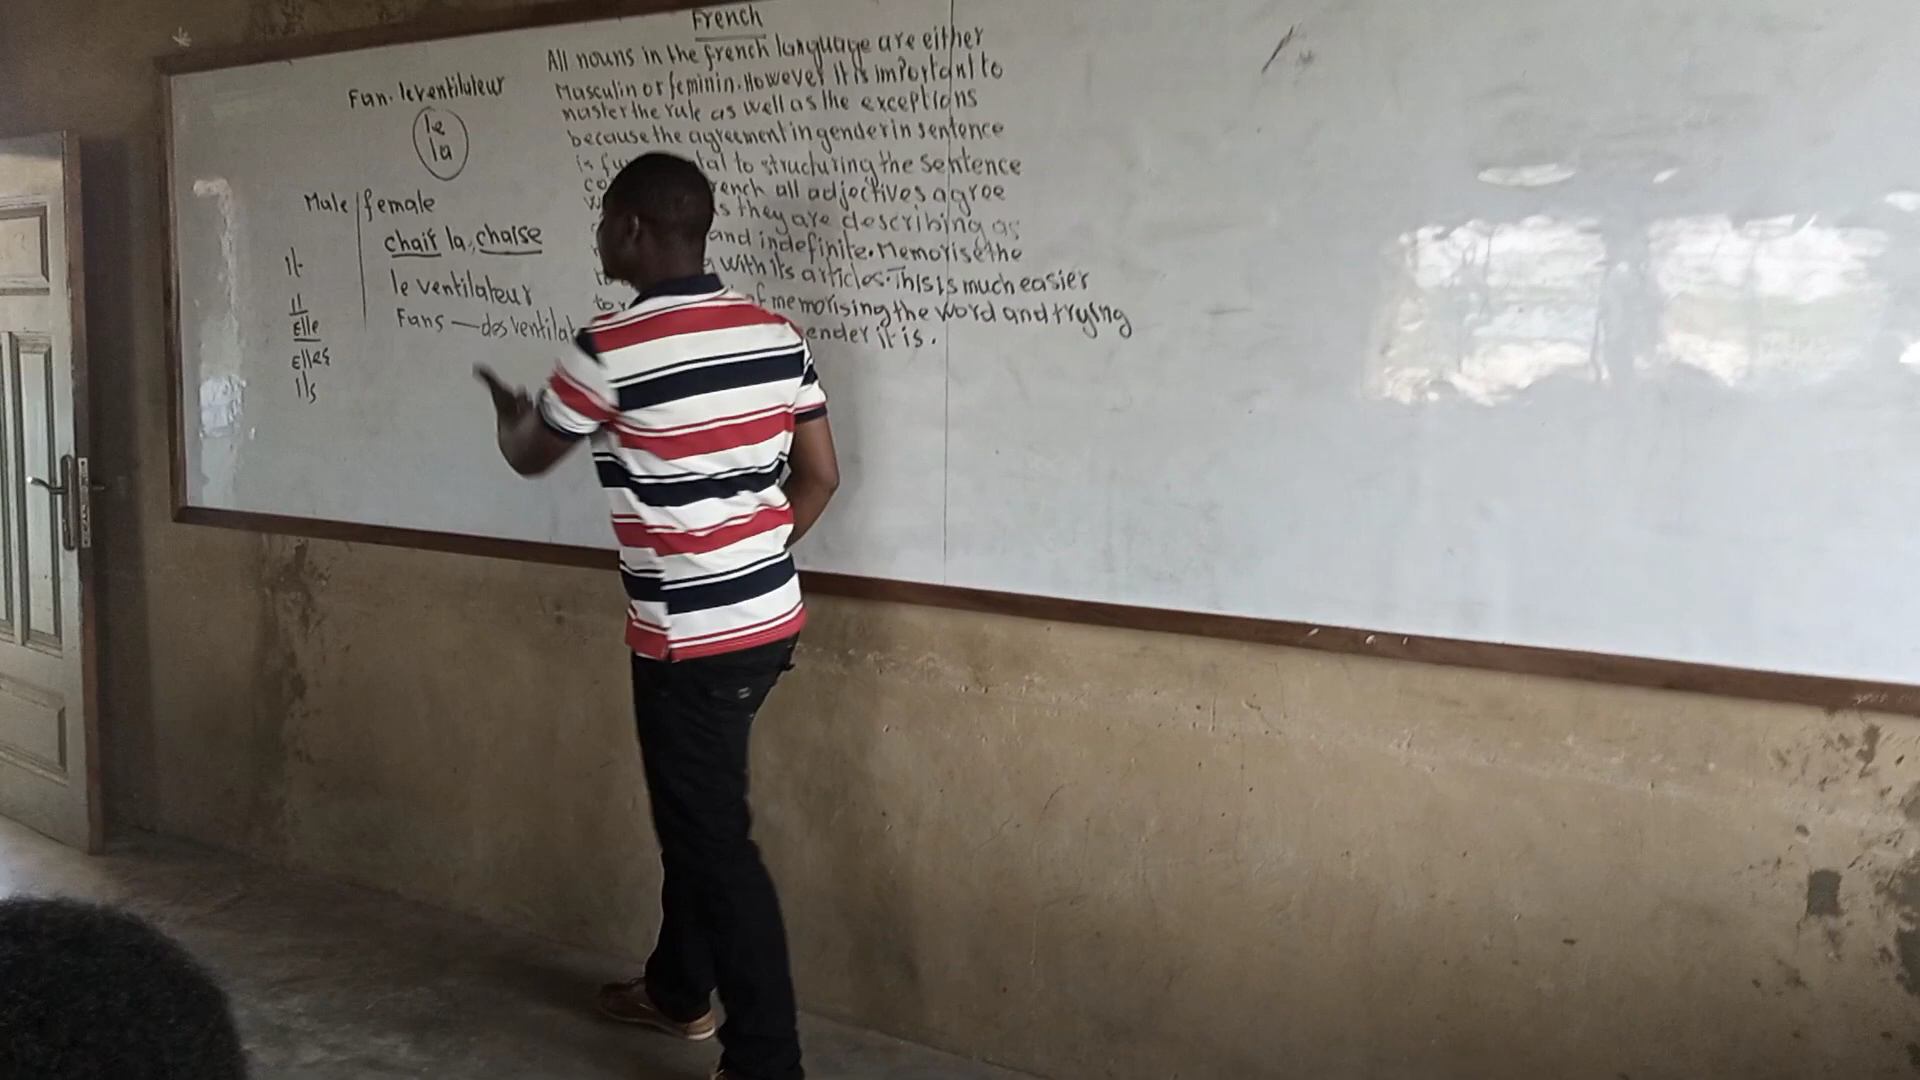 French
All nouns in the french language are either
Masculin or feminin. However it is important to
master the rule as well as the exceptions
because the agreement in gender in sentence
is to structuring the sentence
all adjectives agree
they are describing as
and indefinite. Memorise the
with its articles. This is much easier
of memorising the word and trying
it is.
Fan. le ventilateur
le
la
Male female
chair la, chaise
le ventilateur
Fans — des
It
Il
Elle
Elles
Ils